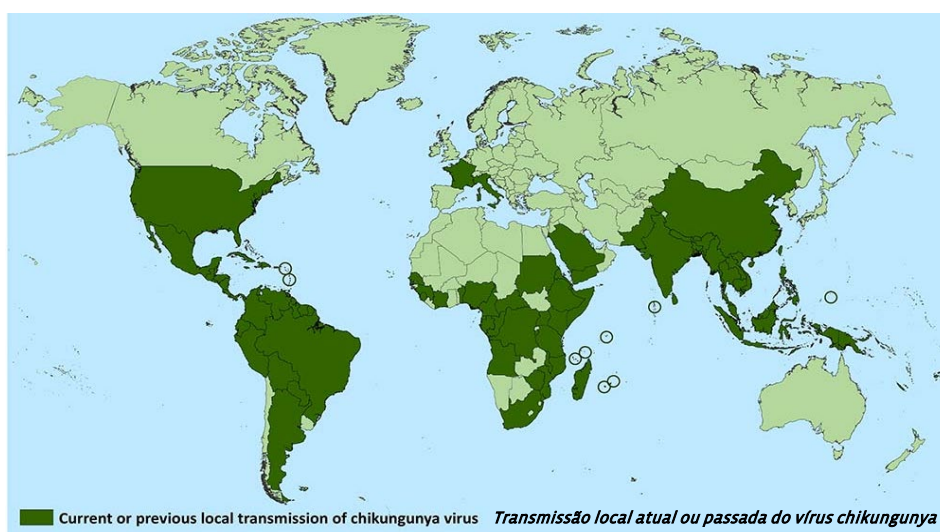 Current or previous local transmission of chikungunya virus Transmissão local atual ou passada do vírus chikungunya